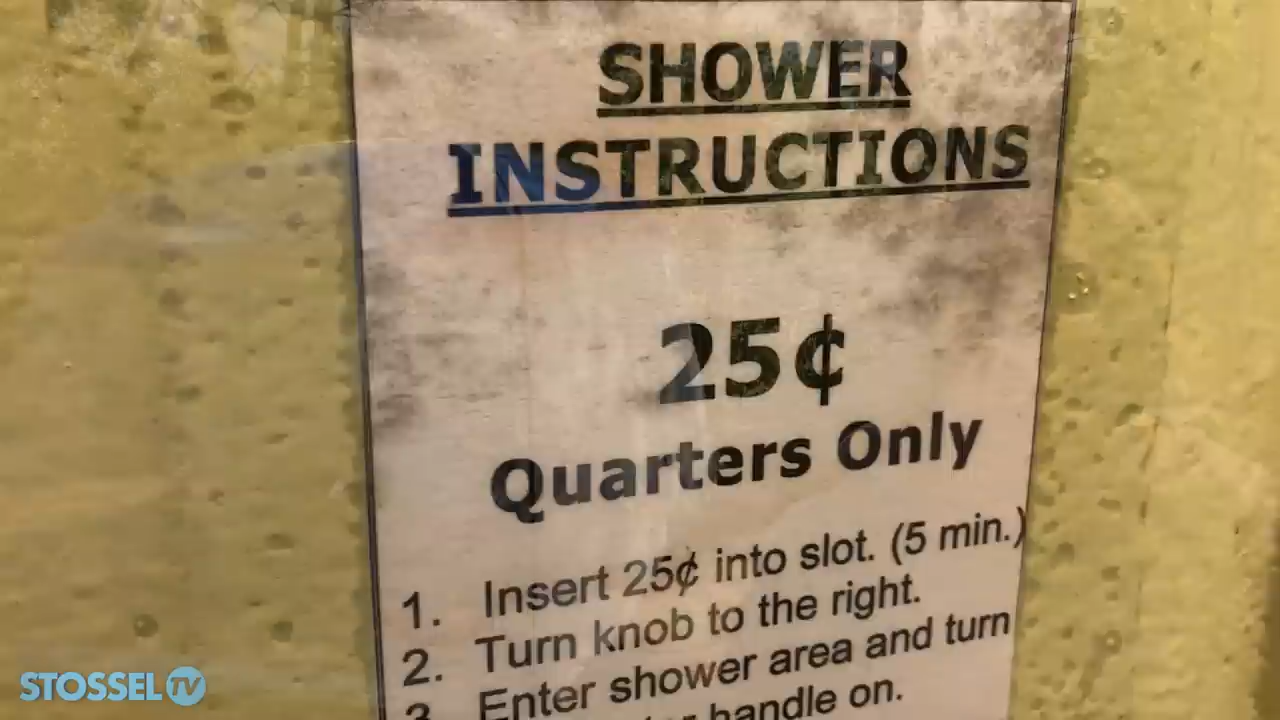 SHOWER
INSTRUCTIONS
25¢
Quarters Only
1. Insert 25¢ into slot. (5 min.)
2. Turn knob to the right.
3. Enter shower area and turn
handle on.
STOSSEL TV